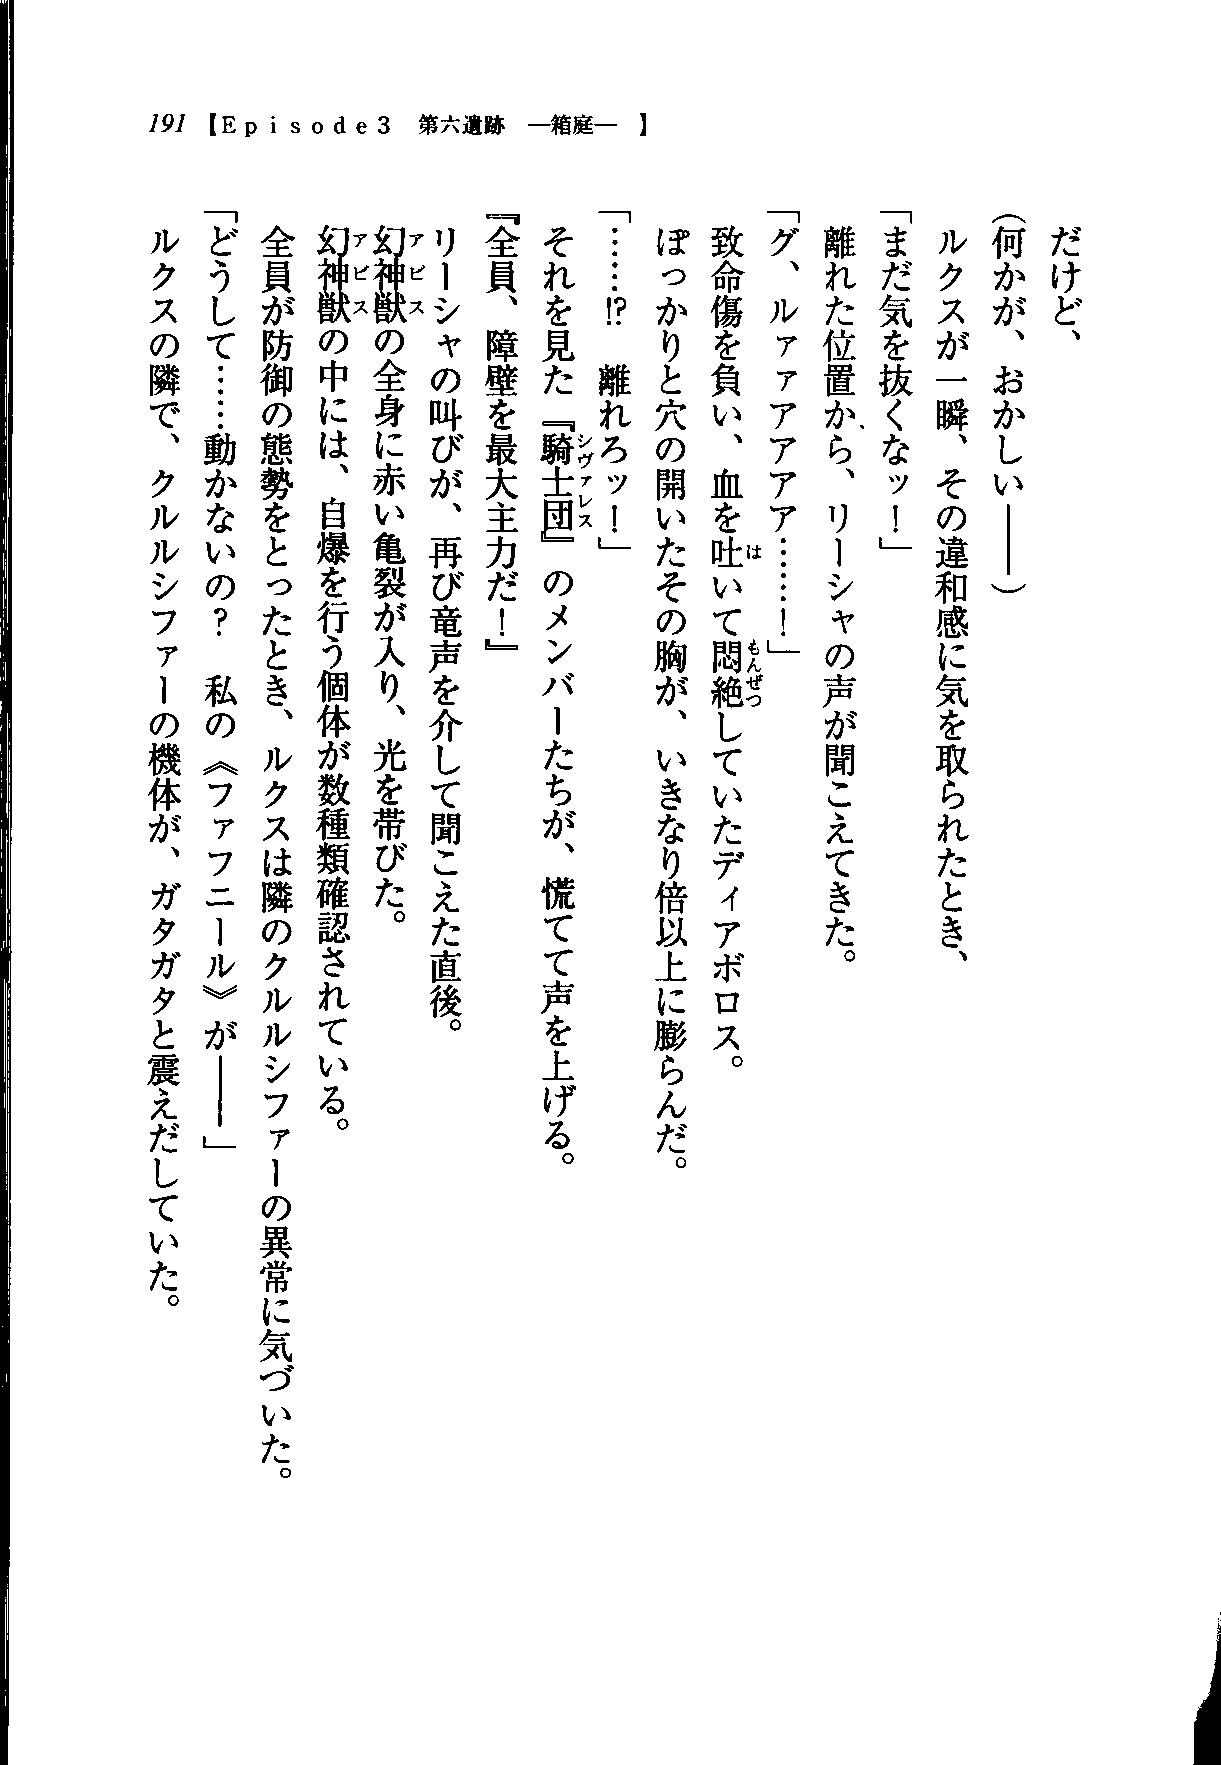 191 【Episode3　第六遺跡　―箱庭―　】
だけど、
（何かが、おかしい――）
ルクスが一瞬、その違和感に気を取られたとき、
「まだ気を抜くなッ！」
離れた位置から、リーシャの声が聞こえてきた。
「グ、ルァァアアアア……！」
致命傷を負い、血を吐いて悶絶していたディアボロス。
ぽっかりと穴の開いたその胸が、いきなり倍以上に膨らんだ。
「……!?　離れろッ！」
それを見た『騎士団』のメンバーたちが、慌てて声を上げる。
『全員、障壁を最大主力だ！』
リーシャの叫びが、再び竜声を介して聞こえた直後。
幻神獣の全身に赤い亀裂が入り、光を帯びた。
幻神獣の中には、自爆を行う個体が数種類確認されている。
全員が防御の態勢をとったとき、ルクスは隣のクルルシファーの異常に気づいた。
「どうして……動かないの？　私の《ファフニール》が――」
ルクスの隣で、クルルシファーの機体が、ガタガタと震えだしていた。